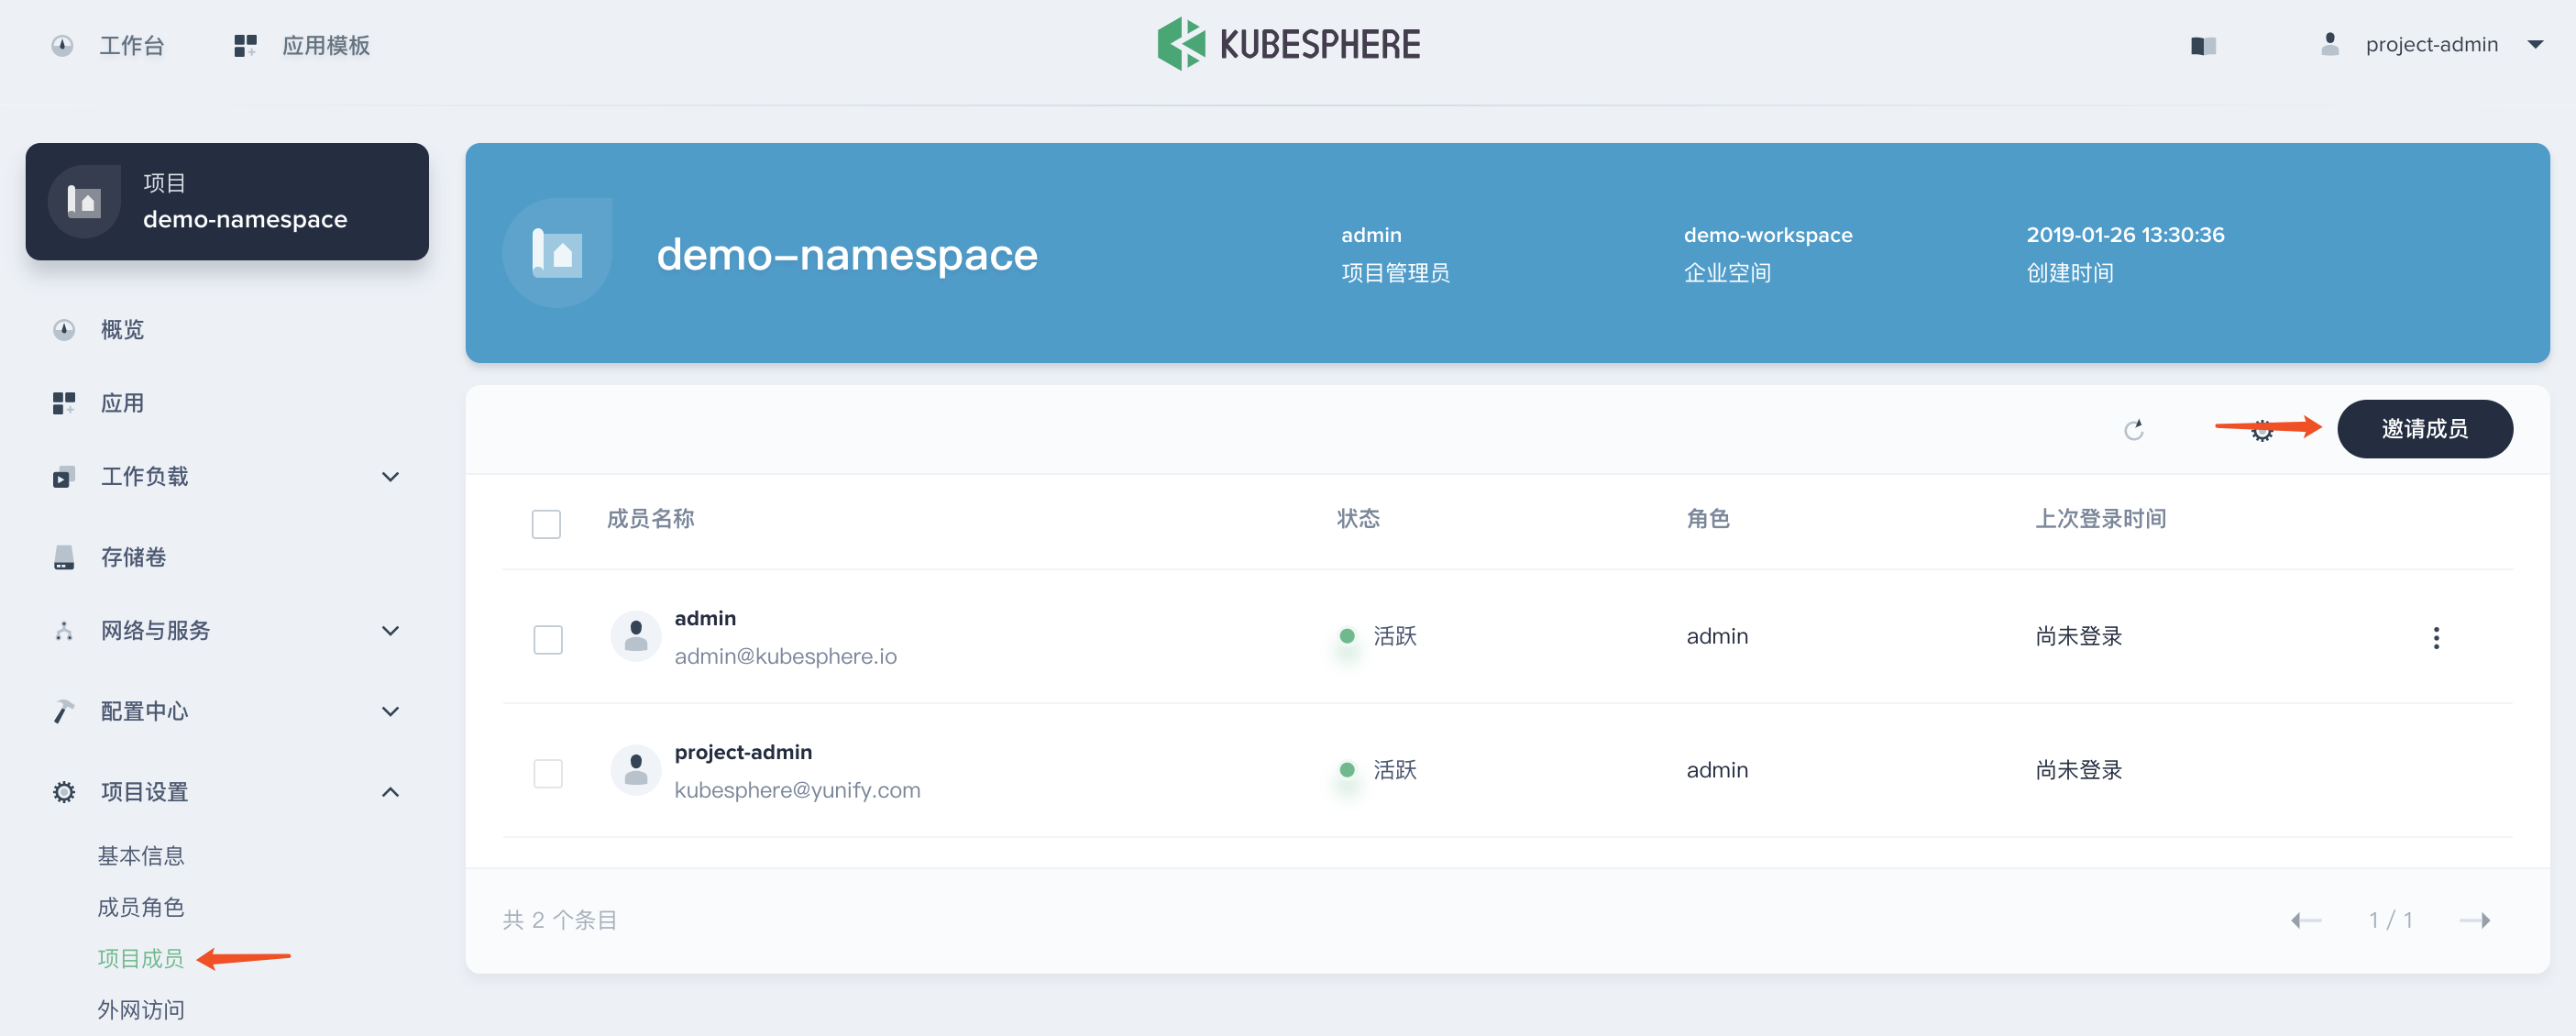 工作台
应用模板
KUBESPHERE
project-admin
项目
demo-namespace
概览
应用
工作负载
存储卷
网络与服务
配置中心
项目设置
基本信息
成员角色
项目成员
外网访问
demo-namespace
admin
项目管理员
demo-workspace
企业空间
2019-01-26 13:30:36
创建时间
邀请成员
成员名称 状态 角色 上次登录时间
admin
admin@kubesphere.io
活跃 admin 尚未登录
project-admin
kubesphere@yunify.com
活跃 admin 尚未登录
共 2 个条目
1 / 1